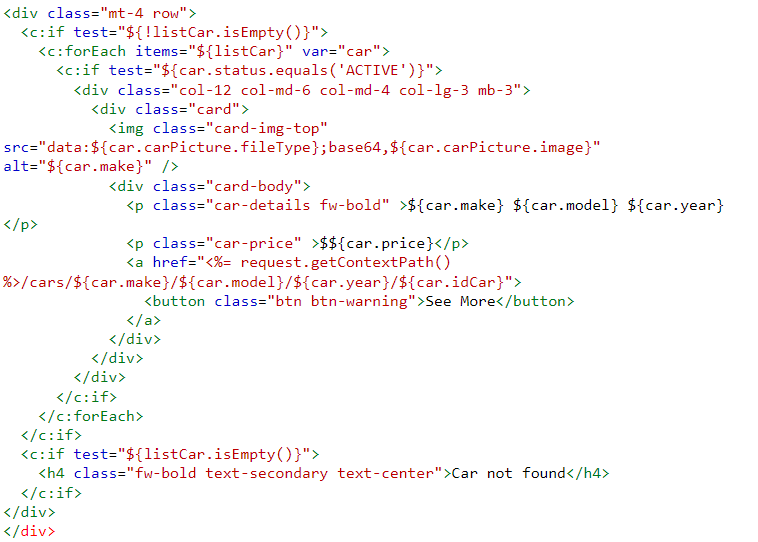 <div class="mt-4 row">
  <c:if test="${!listCar.isEmpty()}">
    <c:forEach items="${listCar}" var="car">
      <c:if test="${car.status.equals('ACTIVE')}">
        <div class="col-12 col-md-6 col-md-4 col-lg-3 mb-3">
          <div class="card">
            <img class="card-img-top"
src="data:${car.carPicture.fileType};base64,${car.carPicture.image}"
alt="${car.make}" />
            <div class="card-body">
              <p class="car-details fw-bold" >${car.make} ${car.model} ${car.year}
</p>
              <p class="car-price" >$${car.price}</p>
              <a href="<%= request.getContextPath()
%>/cars/${car.make}/${car.model}/${car.year}/${car.idCar}">
                <button class="btn btn-warning">See More</button>
              </a>
            </div>
          </div>
        </div>
      </c:if>
    </c:forEach>
  </c:if>
  <c:if test="${listCar.isEmpty()}">
    <h4 class="fw-bold text-secondary text-center">Car not found</h4>
  </c:if>
</div>
</div>